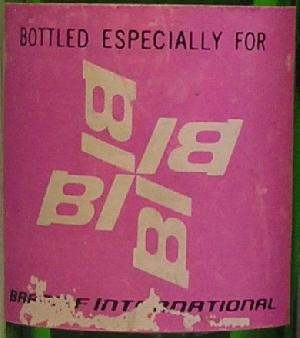 BOTTLED ESPECIALLY FOR
BI BI
BI BI
INTERNATIONAL